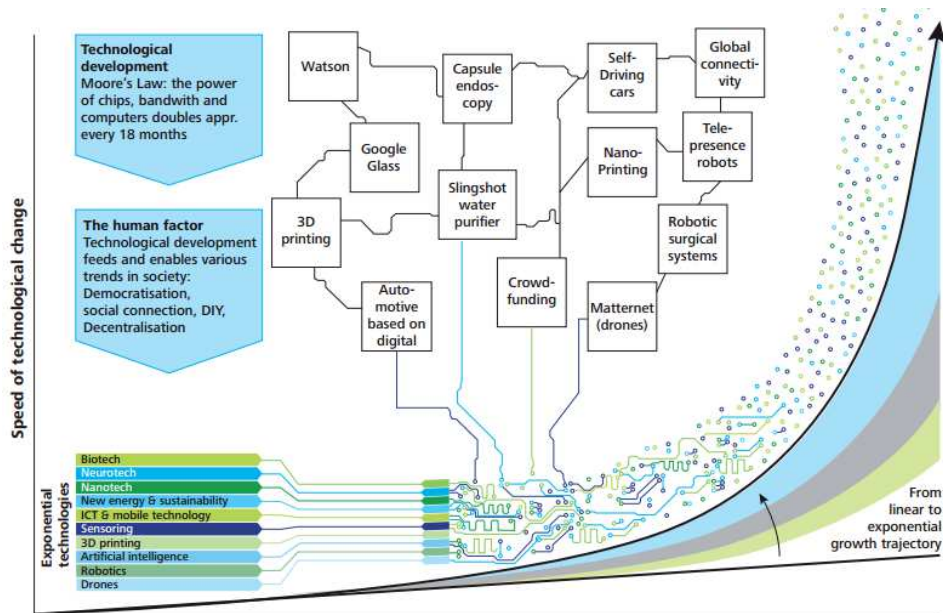 Technological
development
Moore's Law: the power
of chips, bandwith and
computers doubles appr.
every 18 months
The human factor
Technological development
feeds and enables various
trends in society:
Democratisation,
social connection, DIY,
Decentralisation
Watson
Capsule
endos-
copy
Self-
Driving
cars
Global
connecti-
vity
Google
Glass
Slingshot
water
purifier
Nano-
Printing
Tele-
presence
robots
3D
printing
Robotic
surgical
systems
Auto-
motive
based on
digital
Crowd-
funding
Matternet
(drones)
Speed of technological change
Exponential
technologies
Biotech
Neurotech
Nanotech
New energy & sustainability
ICT & mobile technology
Sensoring
3D printing
Artificial intelligence
Robotics
Drones
From
linear to
exponential
growth trajectory